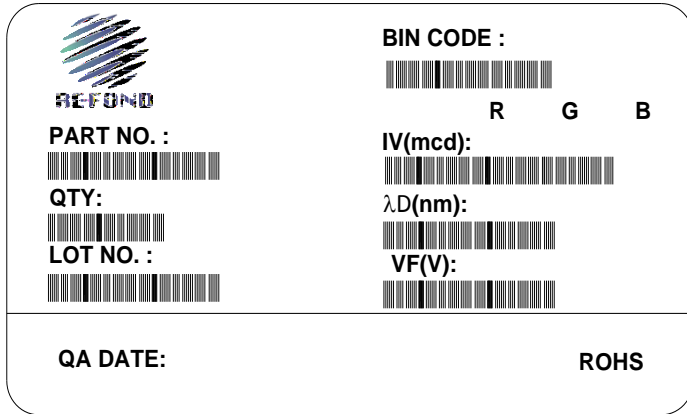 REFOND
PART NO. :
QTY:
LOT NO. :
BIN CODE :
R G B
IV(mcd):
λD(nm):
VF(V):
QA DATE:
ROHS